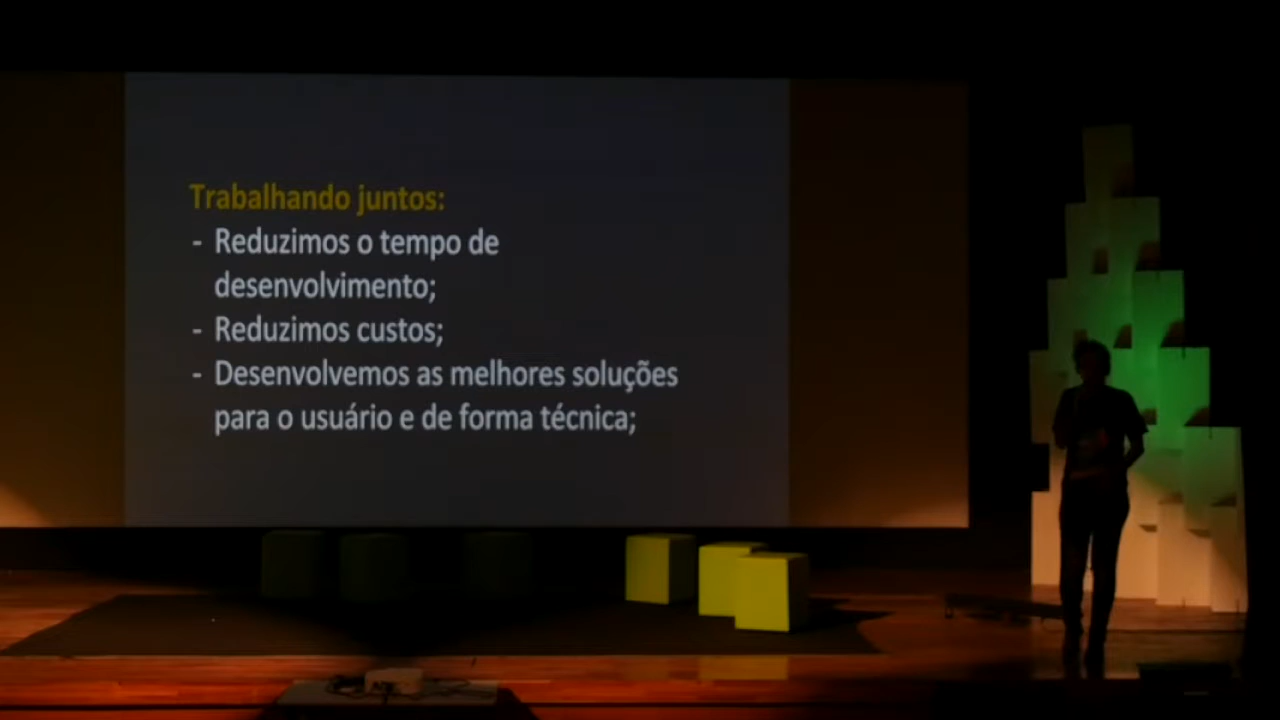 Trabalhando juntos:
- Reduzimos o tempo de
desenvolvimento;
- Reduzimos custos;
- Desenvolvemos as melhores soluções
para o usuário e de forma técnica;